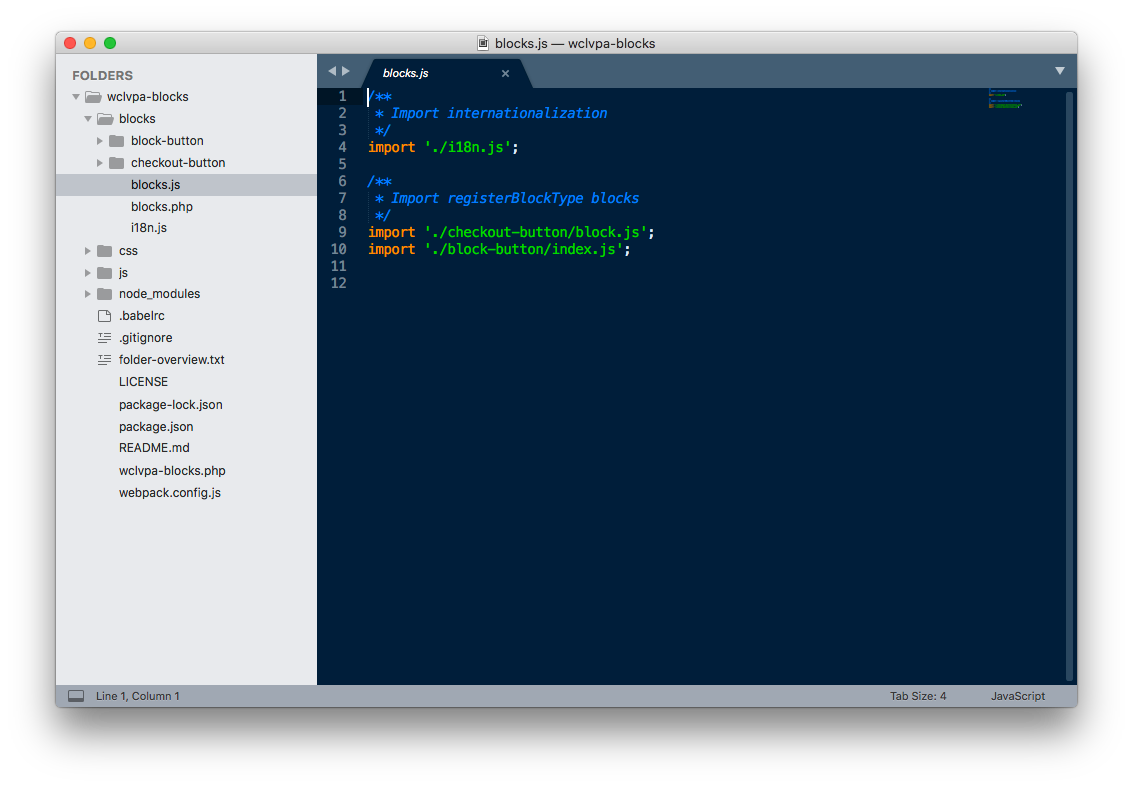 blocks.js — wclvpa-blocks
FOLDERS
wclvpa-blocks
blocks
block-button
checkout-button
blocks.js
blocks.php
i18n.js
css
js
node_modules
.babelrc
.gitignore
folder-overview.txt
LICENSE
package-lock.json
package.json
README.md
wclvpa-blocks.php
webpack.config.js
blocks.js ×
1 /**
2  * Import internationalization
3  */
4 import './i18n.js';
5
6 /**
7  * Import registerBlockType blocks
8  */
9 import './checkout-button/block.js';
10 import './block-button/index.js';
11
12
Line 1, Column 1 Tab Size: 4 JavaScript